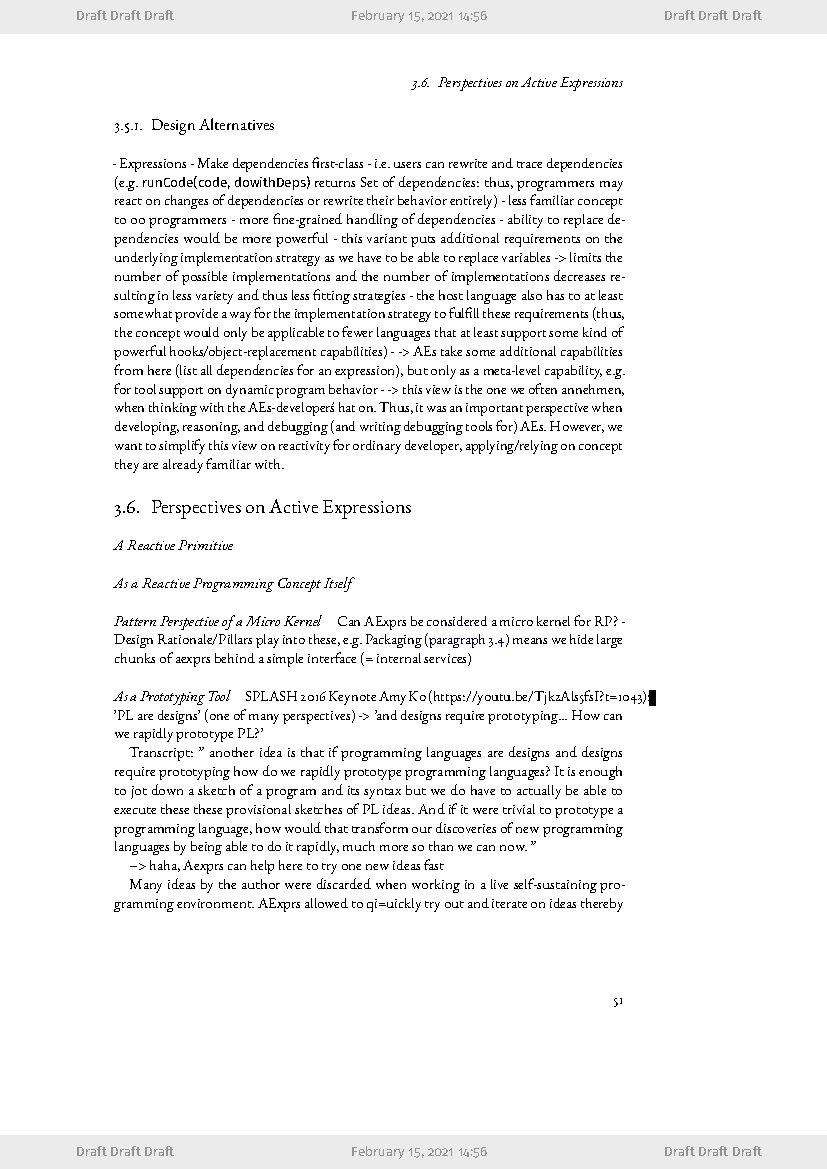 Draft Draft Draft February 15, 2021 14:56 Draft Draft Draft
3.6. Perspectives on Active Expressions
3.5.1. Design Alternatives
- Expressions - Make dependencies first-class - i.e. users can rewrite and trace dependencies
(e.g. runCode(code, dowithDeps) returns Set of dependencies: thus, programmers may
react on changes of dependencies or rewrite their behavior entirely) - less familiar concept
to oo programmers - more fine-grained handling of dependencies - ability to replace de-
pendencies would be more powerful - this variant puts additional requirements on the
underlying implementation strategy as we have to be able to replace variables -> limits the
number of possible implementations and the number of implementations decreases re-
sulting in less variety and thus less fitting strategies - the host language also has to at least
somewhat provide a way for the implementation strategy to fulfill these requirements (thus,
the concept would only be applicable to fewer languages that at least support some kind of
powerful hooks/object-replacement capabilities) - -> AEs take some additional capabilities
from here (list all dependencies for an expression), but only as a meta-level capability, e.g.
for tool support on dynamic program behavior - -> this view is the one we often annehmen,
when thinking with the AEs-developerś hat on. Thus, it was an important perspective when
developing, reasoning, and debugging (and writing debugging tools for) AEs. However, we
want to simplify this view on reactivity for ordinary developer, applying/relying on concept
they are already familiar with.
3.6. Perspectives on Active Expressions
A Reactive Primitive
As a Reactive Programming Concept Itself
Pattern Perspective of a Micro Kernel Can AExprs be considered a micro kernel for RP? -
Design Rationale/Pillars play into these, e.g. Packaging (paragraph 3.4) means we hide large
chunks of aexprs behind a simple interface (= internal services)
As a Prototyping Tool SPLASH 2016 Keynote Amy Ko (https://youtu.be/TjkzAls5fsI?t=1043):
'PL are designs' (one of many perspectives) -> 'and designs require prototyping... How can
we rapidly prototype PL?'
Transcript: ” another idea is that if programming languages are designs and designs
require prototyping how do we rapidly prototype programming languages? It is enough
to jot down a sketch of a program and its syntax but we do have to actually be able to
execute these these provisional sketches of PL ideas. And if it were trivial to prototype a
programming language, how would that transform our discoveries of new programming
languages by being able to do it rapidly, much more so than we can now. ”
–> haha, Aexprs can help here to try one new ideas fast
Many ideas by the author were discarded when working in a live self-sustaining pro-
gramming environment. AExprs allowed to qi=uickly try out and iterate on ideas thereby
51
Draft Draft Draft February 15, 2021 14:56 Draft Draft Draft